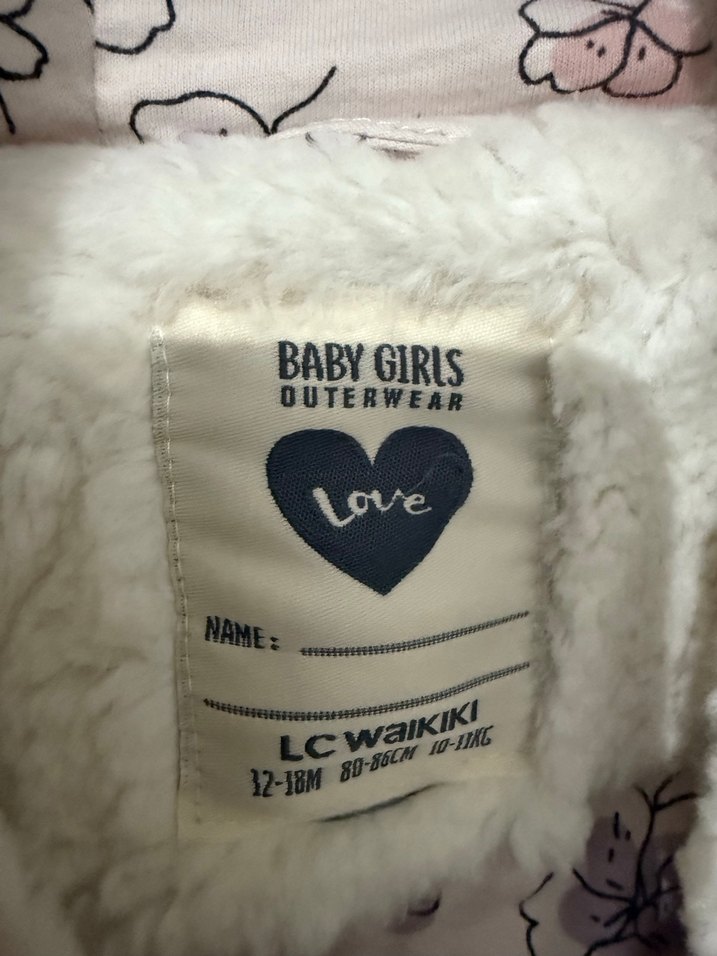 BABY GIRLS
OUTERWEAR
Love
NAME:
LC WAIKIKI
12-18M 80-86CM 10-11KG